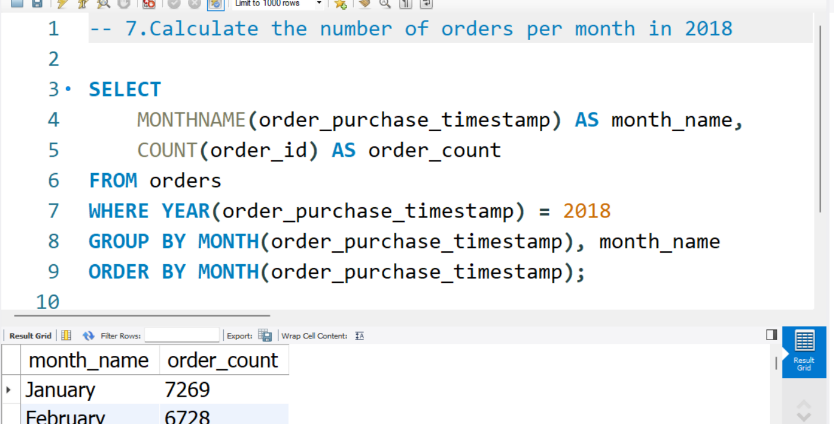 Limit to 1000 rows
1 -- 7.Calculate the number of orders per month in 2018
2
3 SELECT
4 MONTHNAME(order_purchase_timestamp) AS month_name,
5 COUNT(order_id) AS order_count
6 FROM orders
7 WHERE YEAR(order_purchase_timestamp) = 2018
8 GROUP BY MONTH(order_purchase_timestamp), month_name
9 ORDER BY MONTH(order_purchase_timestamp);
10
Result Grid Filter Rows: Export: Wrap Cell Content:
month_name order_count
January 7269
February 6728
Result
Grid